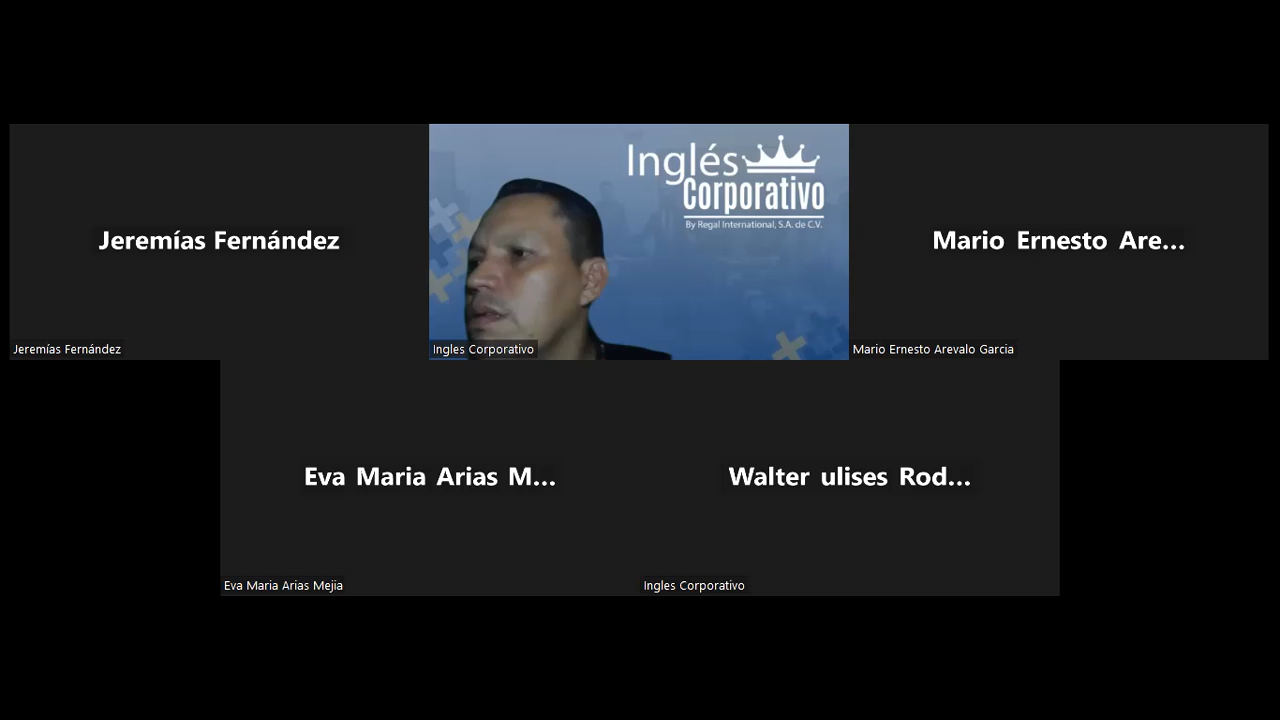 Jeremías Fernández
Jeremías Fernández
Inglés
Corporativo
By Regal International, S.A. de C.V.
Ingles Corporativo
Mario Ernesto Are...
Mario Ernesto Arevalo Garcia
Eva Maria Arias M...
Eva Maria Arias Mejia
Walter ulises Rod...
Ingles Corporativo